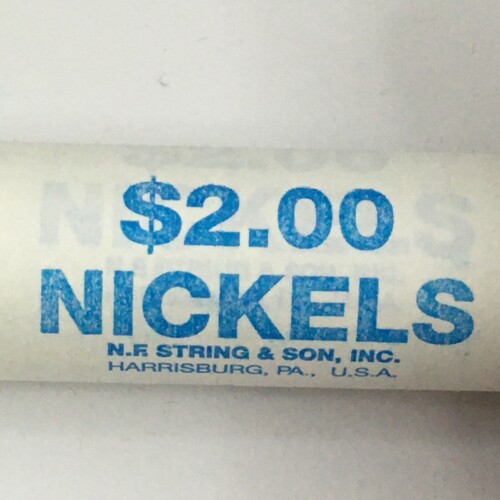 $2.00
NICKELS
N.F. STRING & SON, INC.
HARRISBURG, PA., U.S.A.